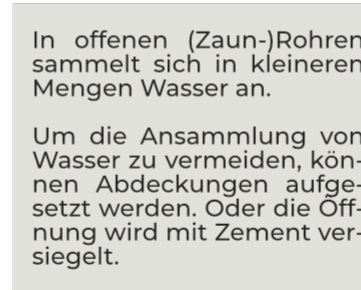 In offenen (Zaun-)Rohren
sammelt sich in kleineren
Mengen Wasser an.
Um die Ansammlung von
Wasser zu vermeiden, kön-
nen Abdeckungen aufge-
setzt werden. Oder die Öff-
nung wird mit Zement ver-
siegelt.